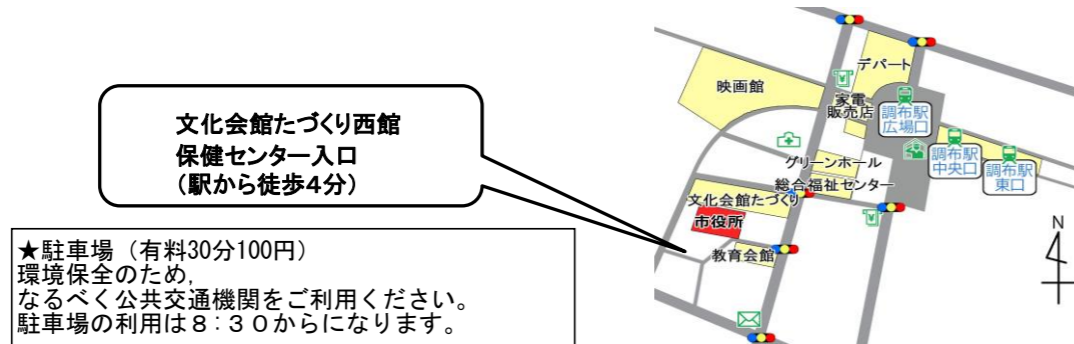 文化会館たづくり西館
保健センター入口
（駅から徒歩４分）
★駐車場（有料30分100円）
環境保全のため，
なるべく公共交通機関をご利用ください。
駐車場の利用は８：３０からになります。
デパート
映画館
家電
販売店
調布駅
広場口
調布駅
中央口
調布駅
東口
グリーンホール
総合福祉センター
文化会館たづくり
市役所
教育会館
N
4